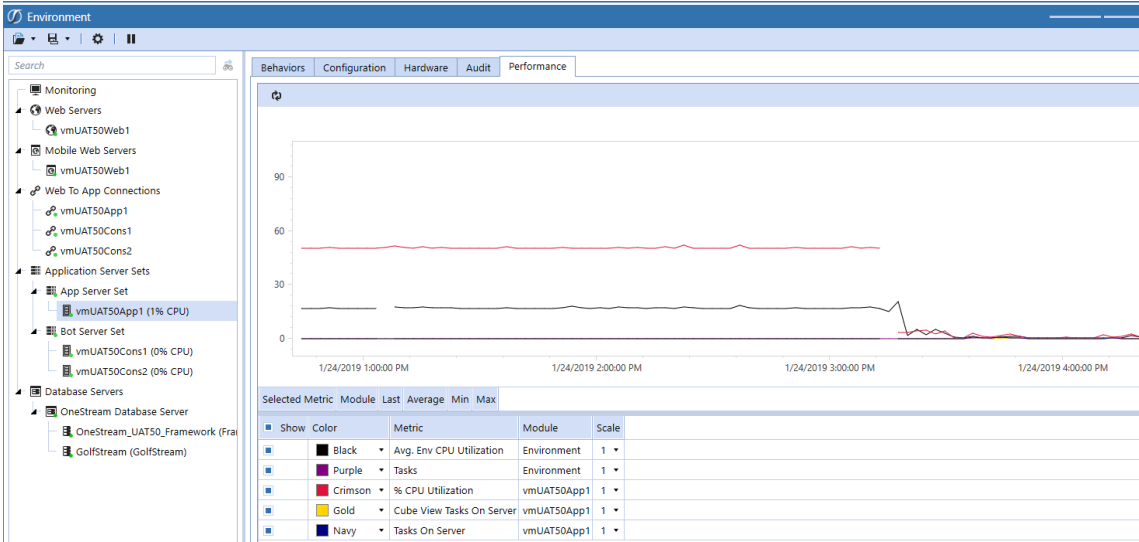 Environment
Search
Monitoring
Web Servers
vmUAT50Web1
Mobile Web Servers
vmUAT50Web1
Web To App Connections
vmUAT50App1
vmUAT50Cons1
vmUAT50Cons2
Application Server Sets
App Server Set
vmUAT50App1 (1% CPU)
Bot Server Set
vmUAT50Cons1 (0% CPU)
vmUAT50Cons2 (0% CPU)
Database Servers
OneStream Database Server
OneStream_UAT50_Framework (Fra
GolfStream (GolfStream)
Behaviors Configuration Hardware Audit Performance
90
60
30
0
1/24/2019 1:00:00 PM 1/24/2019 2:00:00 PM 1/24/2019 3:00:00 PM 1/24/2019 4:00:00 PM
Selected Metric Module Last Average Min Max
Show Color Metric Module Scale
Black Avg. Env CPU Utilization Environment 1
Purple Tasks Environment 1
Crimson % CPU Utilization vmUAT50App1 1
Gold Cube View Tasks On Server vmUAT50App1 1
Navy Tasks On Server vmUAT50App1 1